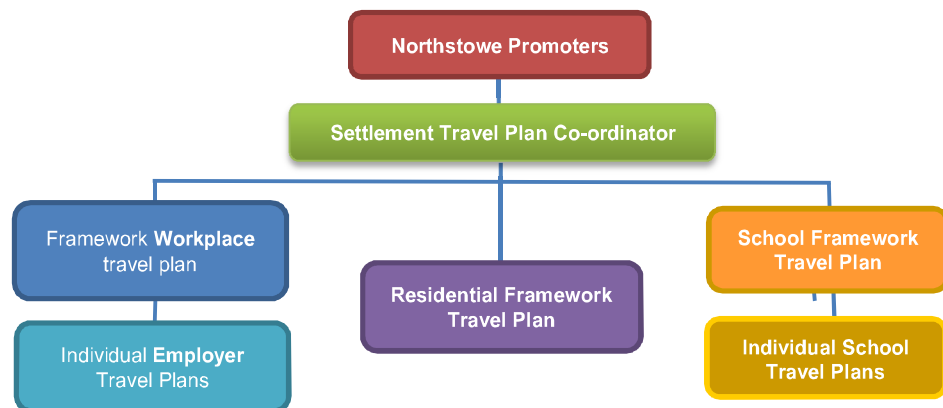 Northstowe Promoters
Settlement Travel Plan Co-ordinator
Framework Workplace
travel plan
Residential Framework
Travel Plan
School Framework
Travel Plan
Individual Employer
Travel Plans
Individual School
Travel Plans